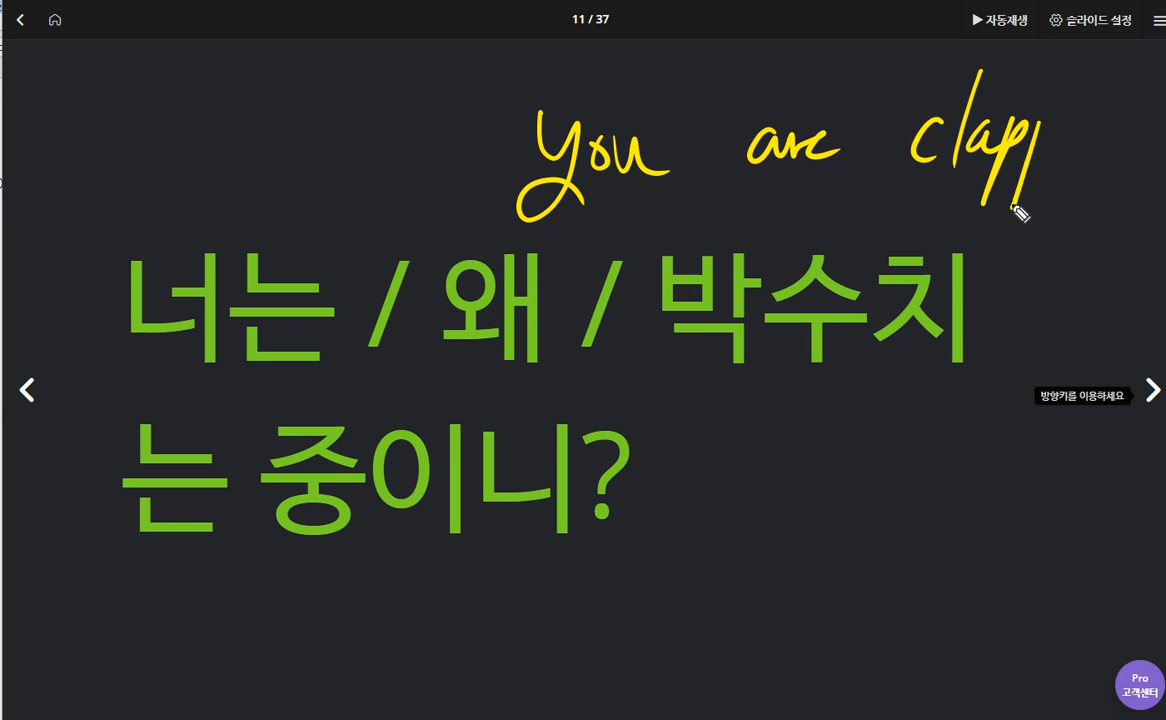 11 / 37
▶ 자동재생
슬라이드 설정
you are clapp
너는 / 왜 / 박수치
는 중이니?
방향키를 이용하세요
Pro
고객센터